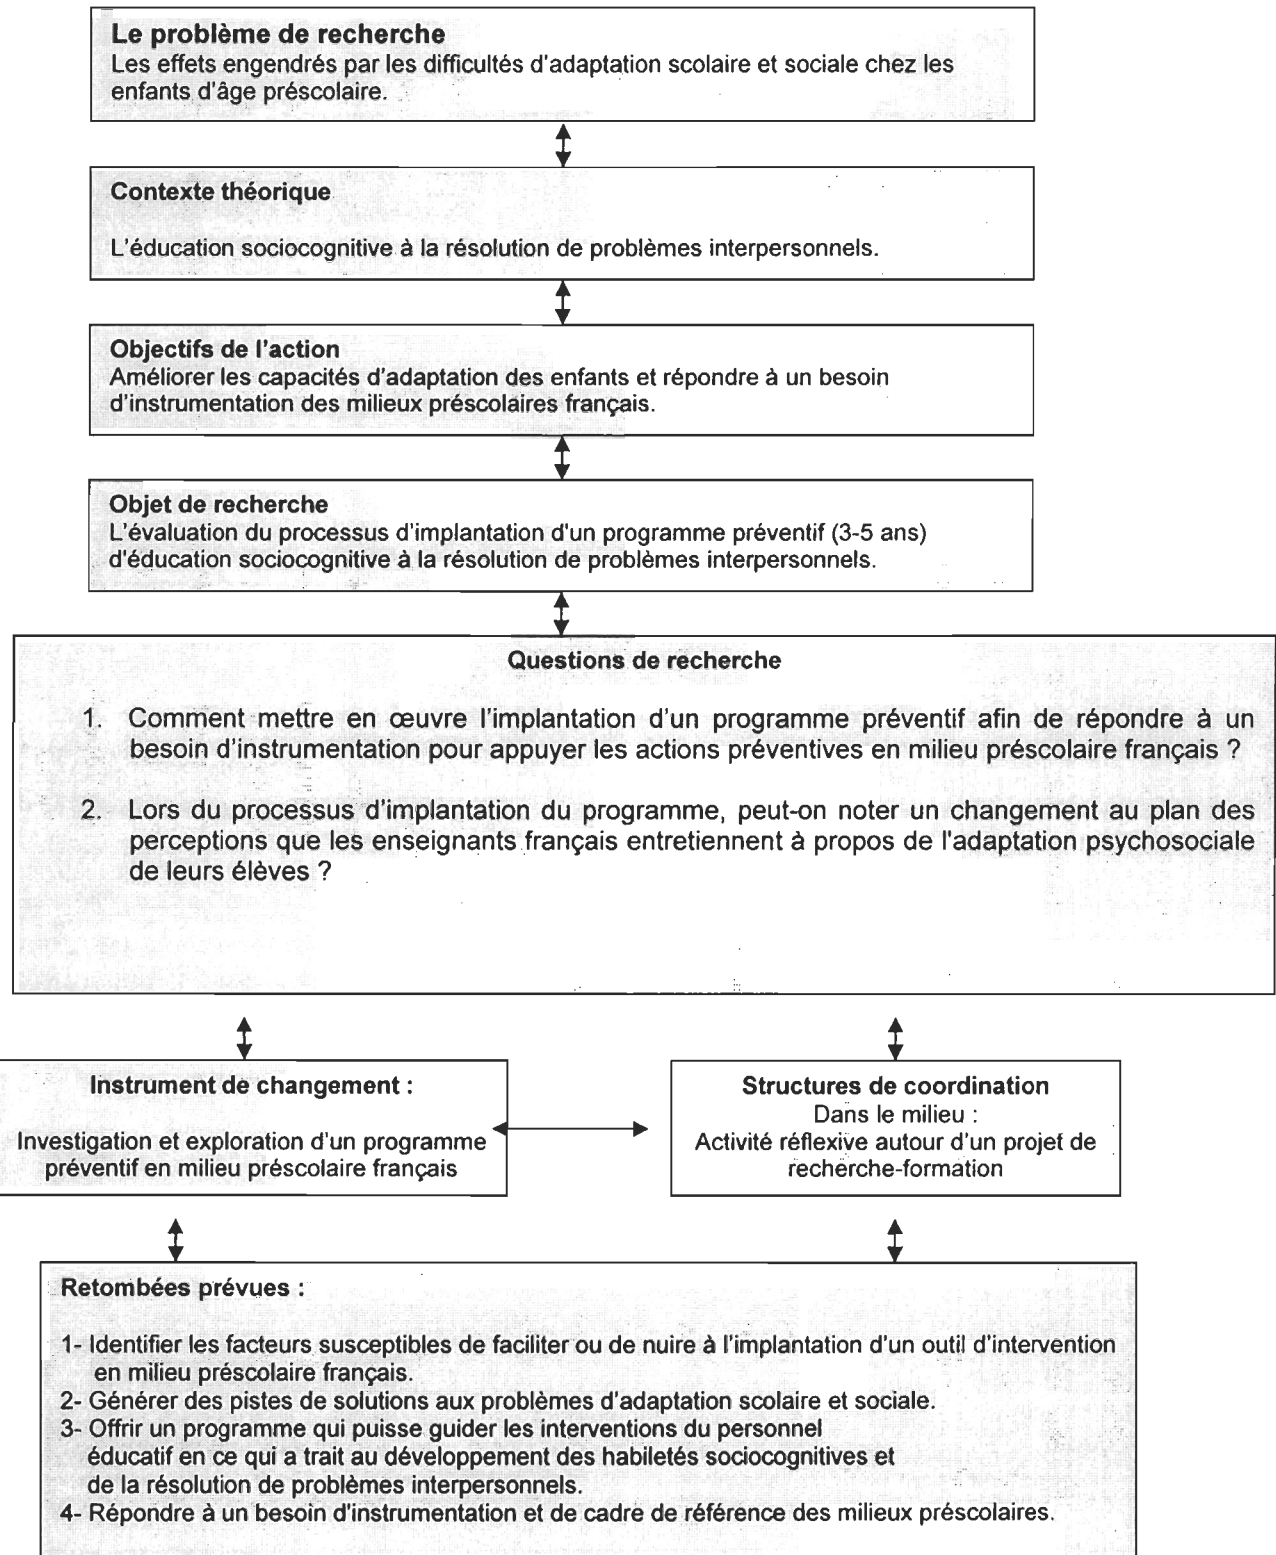 Le problème de recherche
Les effets engendrés par les difficultés d'adaptation scolaire et sociale chez les
enfants d'âge préscolaire.
Contexte théorique
L'éducation sociocognitive à la résolution de problèmes interpersonnels.
Objectifs de l'action
Améliorer les capacités d'adaptation des enfants et répondre à un besoin
d'instrumentation des milieux préscolaires français.
Objet de recherche
L'évaluation du processus d'implantation d'un programme préventif (3-5 ans)
d'éducation sociocognitive à la résolution de problèmes interpersonnels.
Questions de recherche
1. Comment mettre en œuvre l'implantation d'un programme préventif afin de répondre à un
besoin d'instrumentation pour appuyer les actions préventives en milieu préscolaire français ?
2. Lors du processus d'implantation du programme, peut-on noter un changement au plan des
perceptions que les enseignants français entretiennent à propos de l'adaptation psychosociale
de leurs élèves ?
Instrument de changement :
Investigation et exploration d'un programme
préventif en milieu préscolaire français
Structures de coordination
Dans le milieu :
Activité réflexive autour d'un projet de
recherche-formation
Retombées prévues :
1- Identifier les facteurs susceptibles de faciliter ou de nuire à l'implantation d'un outil d'intervention
en milieu préscolaire français.
2- Générer des pistes de solutions aux problèmes d'adaptation scolaire et sociale.
3- Offrir un programme qui puisse guider les interventions du personnel
éducatif en ce qui a trait au développement des habiletés sociocognitives et
de la résolution de problèmes interpersonnels.
4- Répondre à un besoin d'instrumentation et de cadre de référence des milieux préscolaires.